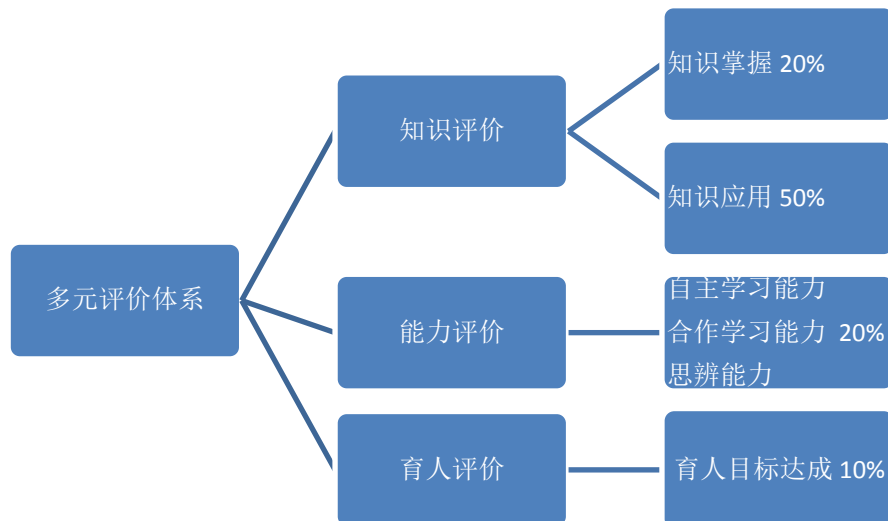 多元评价体系
知识评价
知识掌握 20%
知识应用 50%
能力评价
自主学习能力
合作学习能力 20%
思辨能力
育人评价
育人目标达成 10%